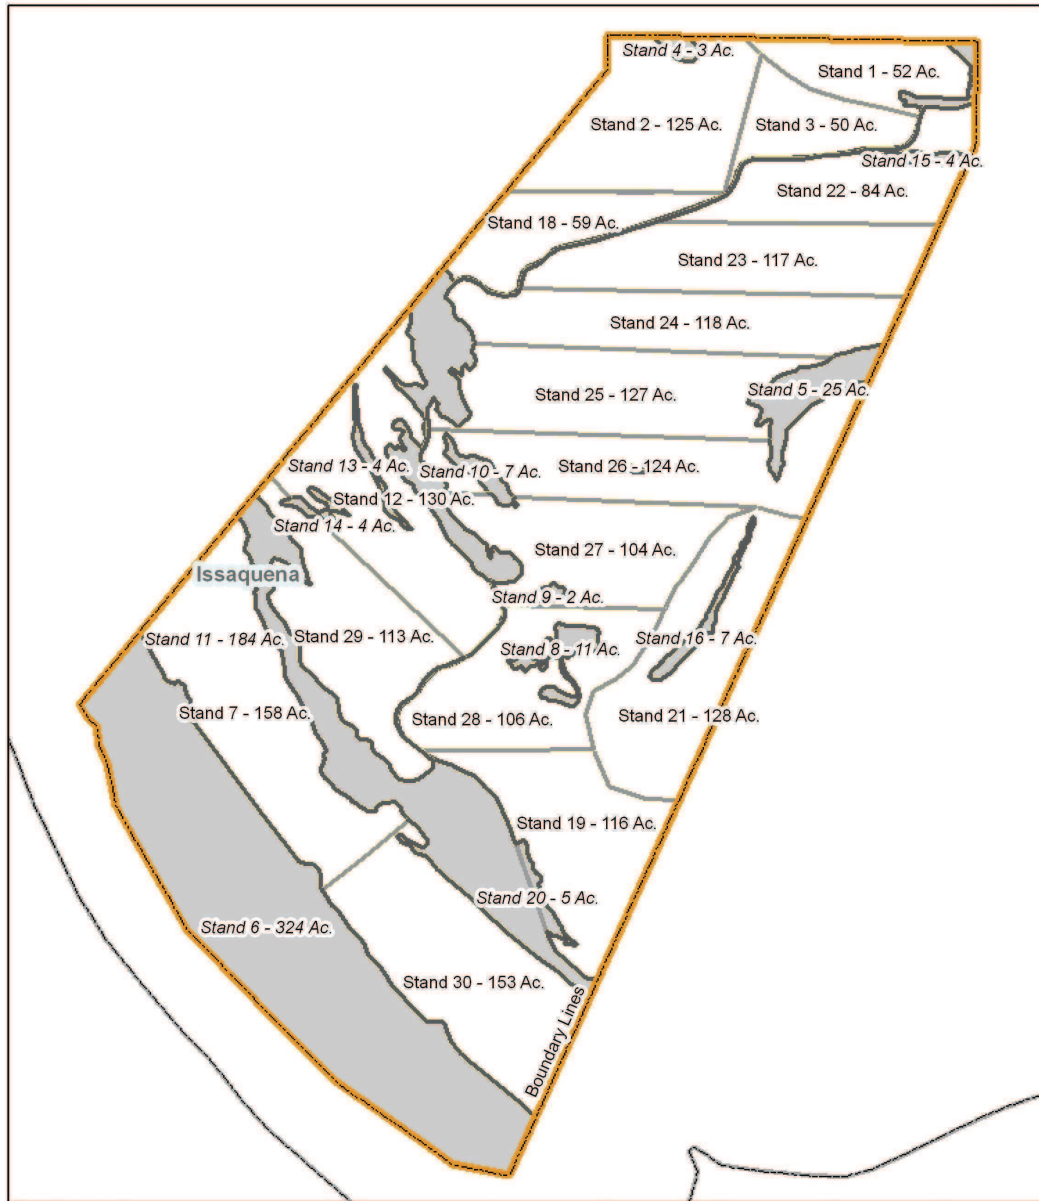 Stand 4 - 3 Ac.
Stand 1 - 52 Ac.
Stand 2 - 125 Ac.
Stand 3 - 50 Ac.
Stand 15 - 4 Ac.
Stand 22 - 84 Ac.
Stand 18 - 59 Ac.
Stand 23 - 117 Ac.
Stand 24 - 118 Ac.
Stand 25 - 127 Ac.
Stand 5 - 25 Ac.
Stand 13 - 4 Ac.
Stand 10 - 7 Ac.
Stand 26 - 124 Ac.
Stand 12 - 130 Ac.
Stand 14 - 4 Ac.
Stand 27 - 104 Ac.
Issaquena
Stand 9 - 2 Ac.
Stand 11 - 184 Ac.
Stand 29 - 113 Ac.
Stand 8 - 11 Ac.
Stand 16 - 7 Ac.
Stand 7 - 158 Ac.
Stand 28 - 106 Ac.
Stand 21 - 128 Ac.
Stand 19 - 116 Ac.
Stand 20 - 5 Ac.
Stand 6 - 324 Ac.
Stand 30 - 153 Ac.
Boundary Lines